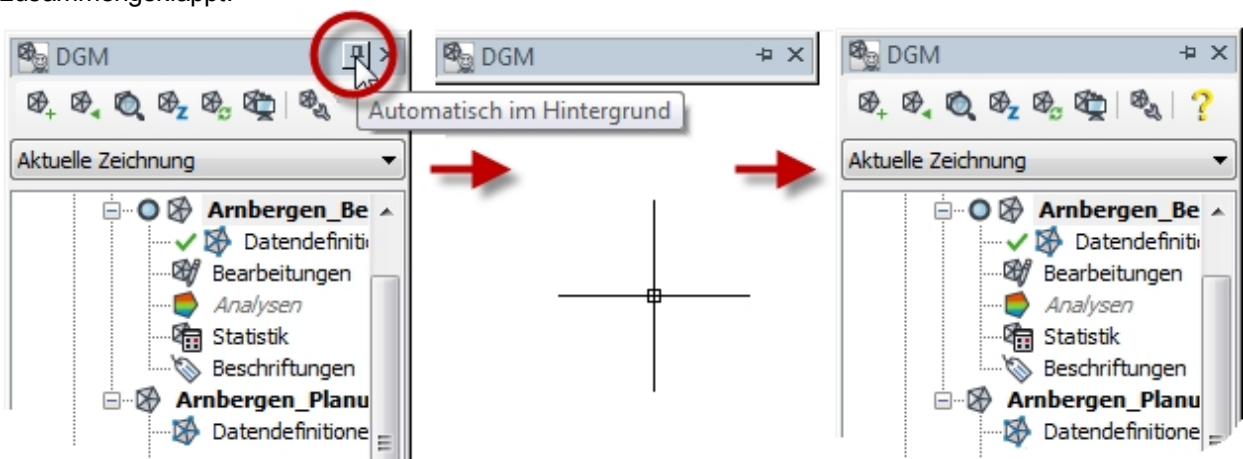 zusammengeklappt.
DGM
Automatisch im Hintergrund
Aktuelle Zeichnung
Arnbergen_Be
Datendefiniti
Bearbeitungen
Analysen
Statistik
Beschriftungen
Arnbergen_Planu
Datendefinitione
DGM
DGM
Aktuelle Zeichnung
Arnbergen_Be
Datendefiniti
Bearbeitungen
Analysen
Statistik
Beschriftungen
Arnbergen_Planu
Datendefinitione